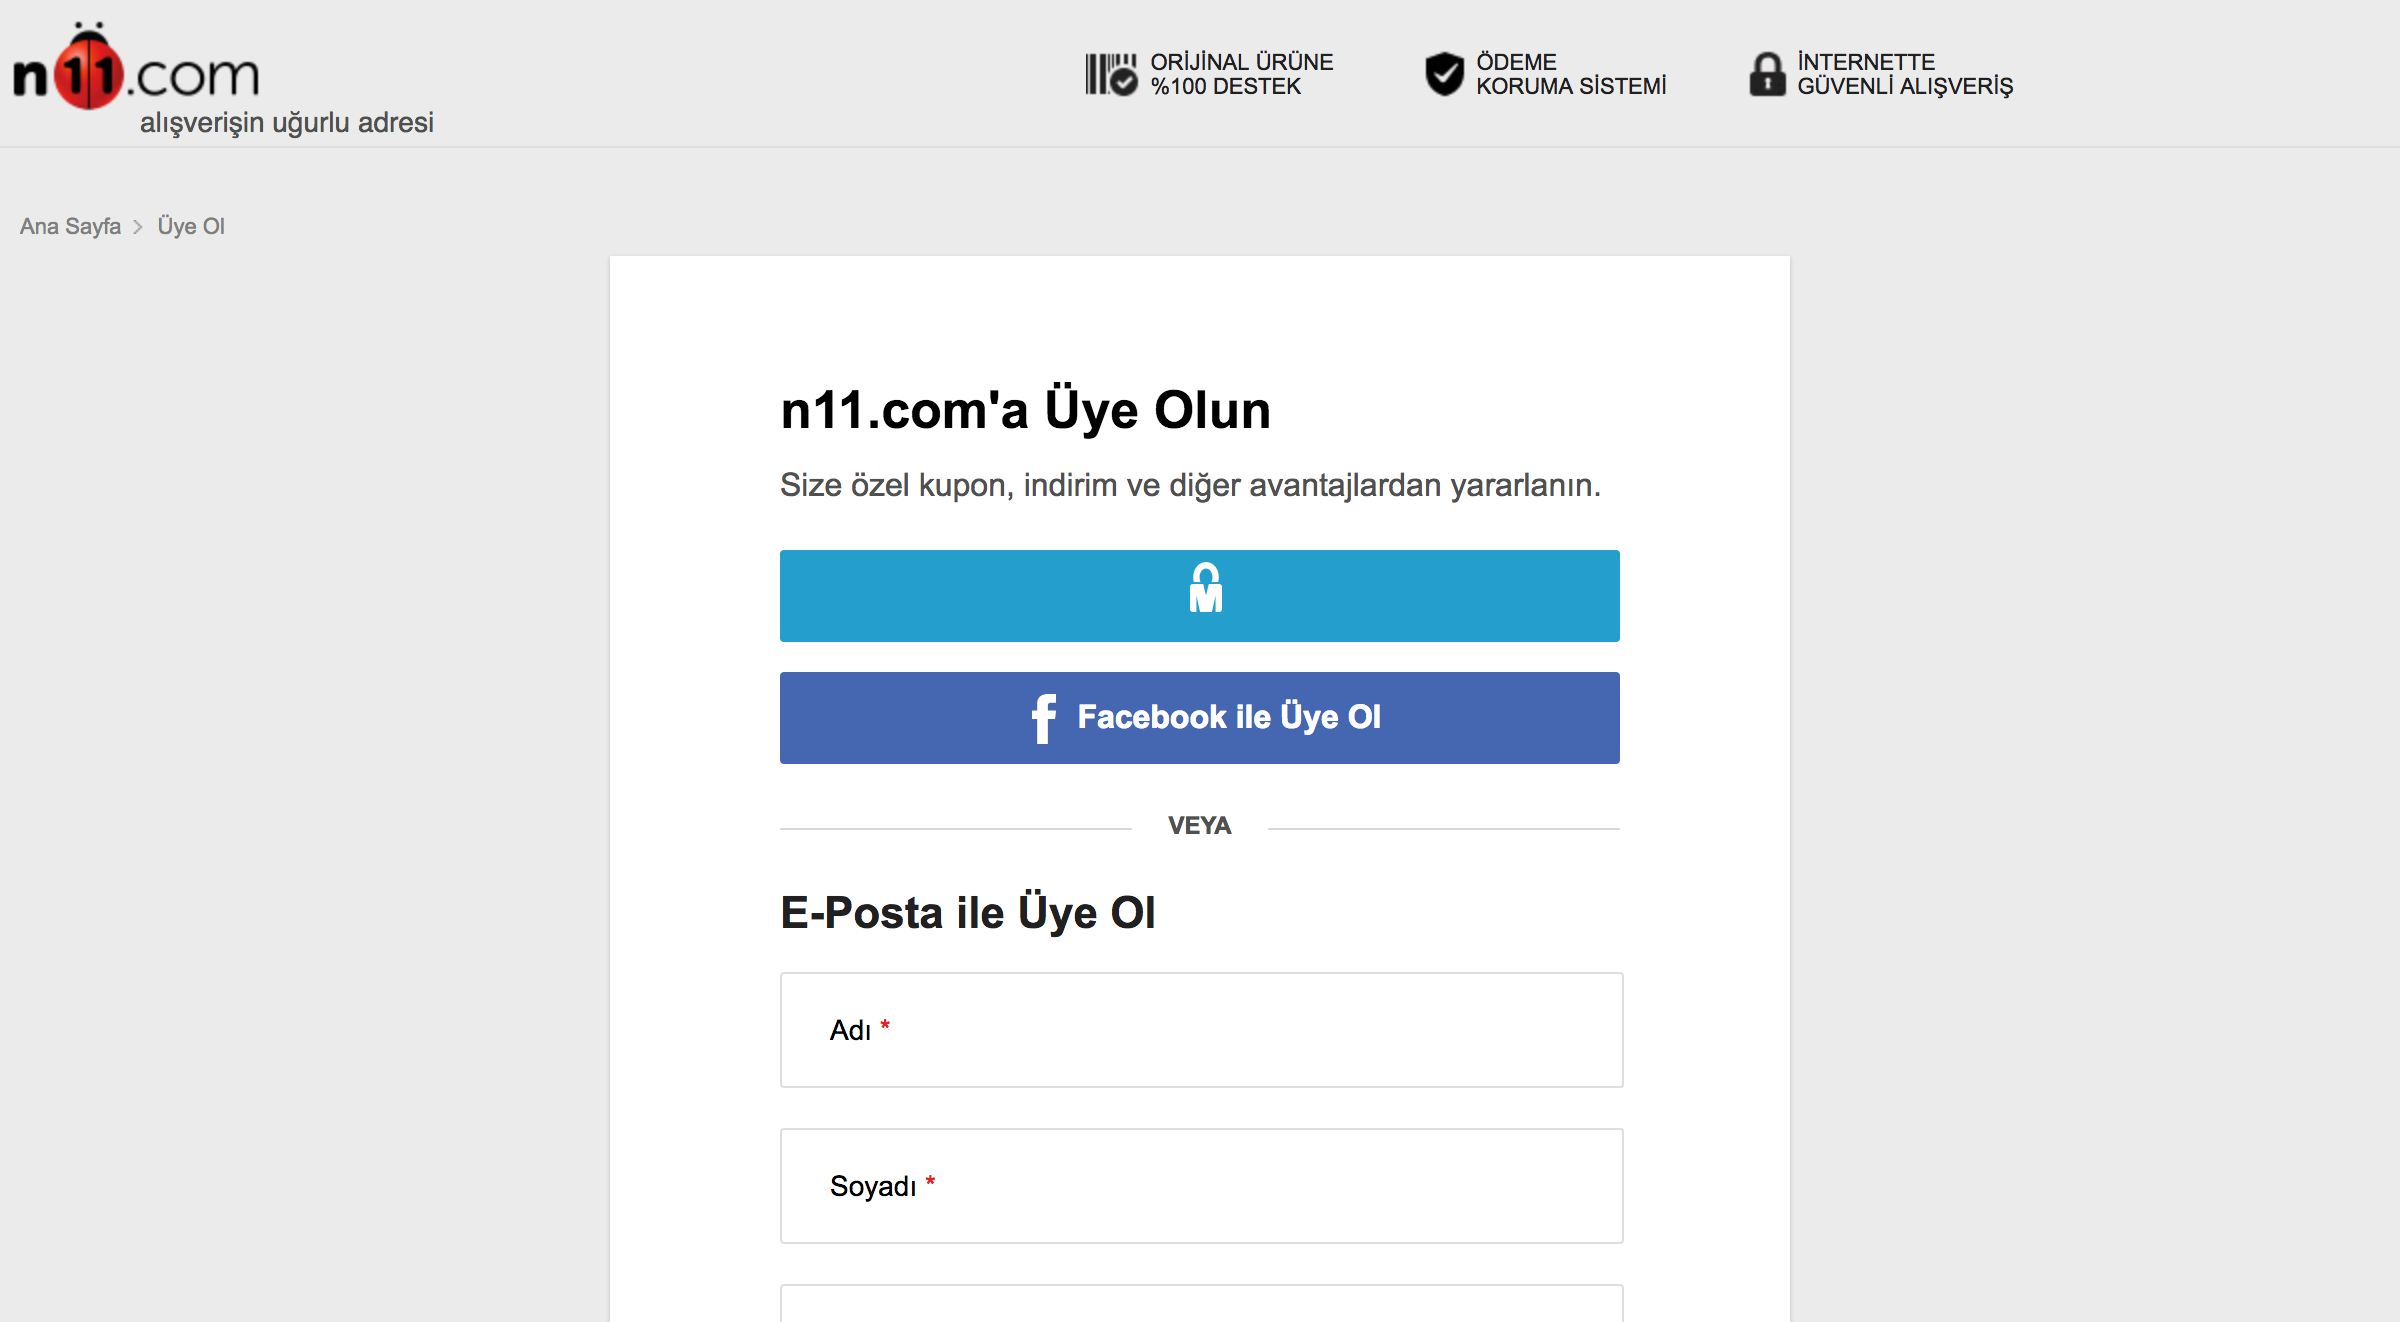 n11.com
alışverişin uğurlu adresi
ORİJİNAL ÜRÜNE
%100 DESTEK
ÖDEME
KORUMA SİSTEMİ
İNTERNETTE
GÜVENLİ ALIŞVERİŞ
Ana Sayfa > Üye Ol
n11.com'a Üye Olun
Size özel kupon, indirim ve diğer avantajlardan yararlanın.
M
f Facebook ile Üye Ol
VEYA
E-Posta ile Üye Ol
Adı *
Soyadı *